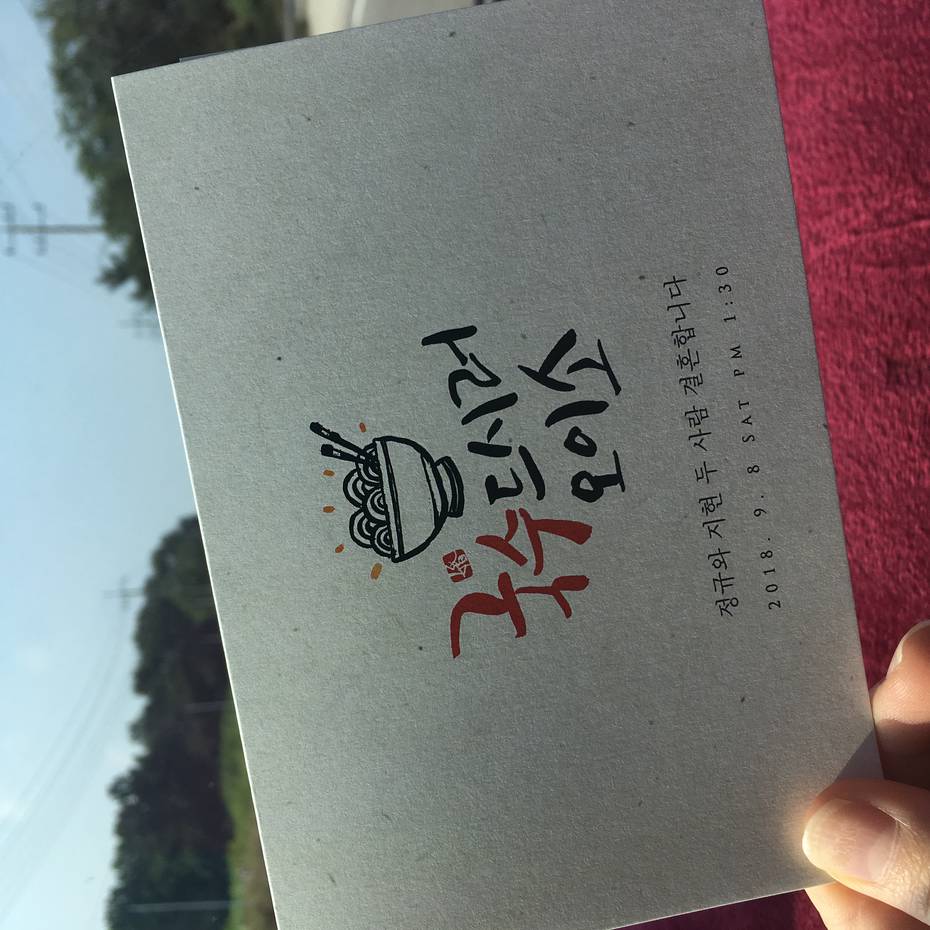 국수 드시러
오이소
정규와 지현 두 사람 결혼합니다
2018. 9. 8 SAT PM 1:30